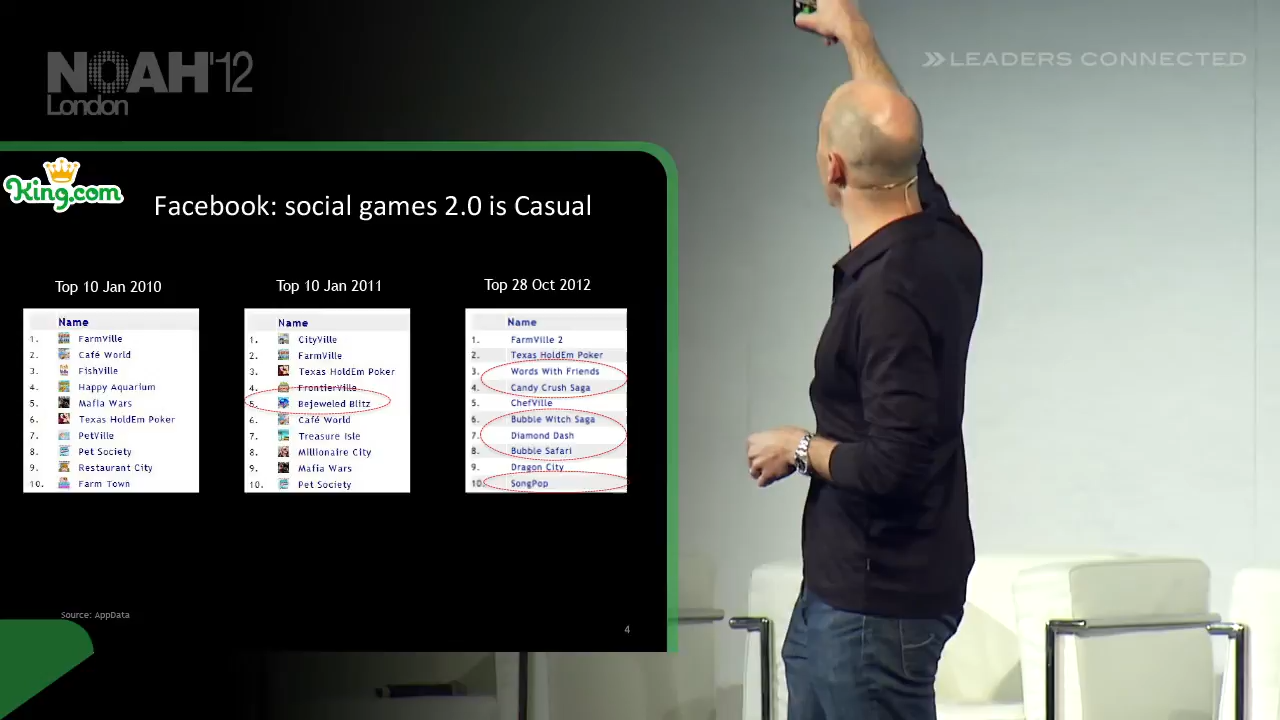 NOAH'12
London
LEADERS CONNECTED
King.com
Facebook: social games 2.0 is Casual
Top 10 Jan 2010
Name
1. FarmVille
2. Café World
3. FishVille
4. Happy Aquarium
5. Mafia Wars
6. Texas HoldEm Poker
7. PetVille
8. Pet Society
9. Restaurant City
10. Farm Town
Top 10 Jan 2011
Name
1. CityVille
2. FarmVille
3. Texas HoldEm Poker
4. FrontierVille
5. Bejeweled Blitz
6. Café World
7. Treasure Isle
8. Millionaire City
9. Mafia Wars
10. Pet Society
Top 28 Oct 2012
Name
1. FarmVille 2
2. Texas HoldEm Poker
3. Words With Friends
4. Candy Crush Saga
5. ChefVille
6. Bubble Witch Saga
7. Diamond Dash
8. Bubble Safari
9. Dragon City
10. SongPop
Source: AppData
4